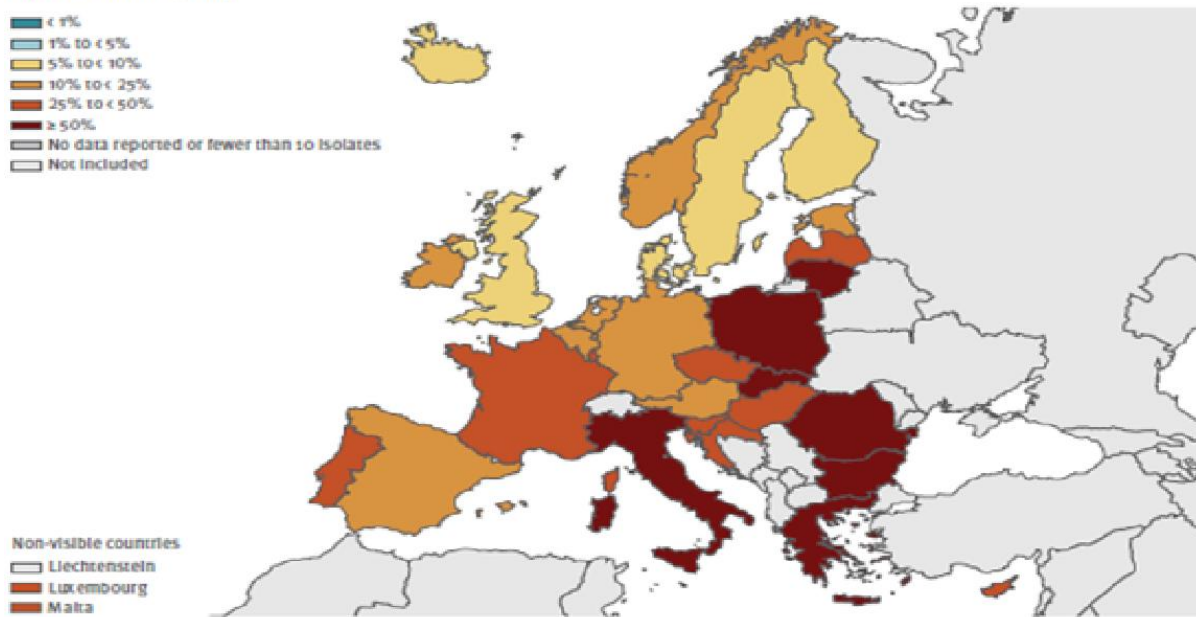 < 1%
1% to < 5%
5% to < 10%
10% to < 25%
25% to < 50%
≥ 50%
No data reported or fewer than 10 isolates
Not included
Non-visible countries
Liechtenstein
Luxembourg
Malta